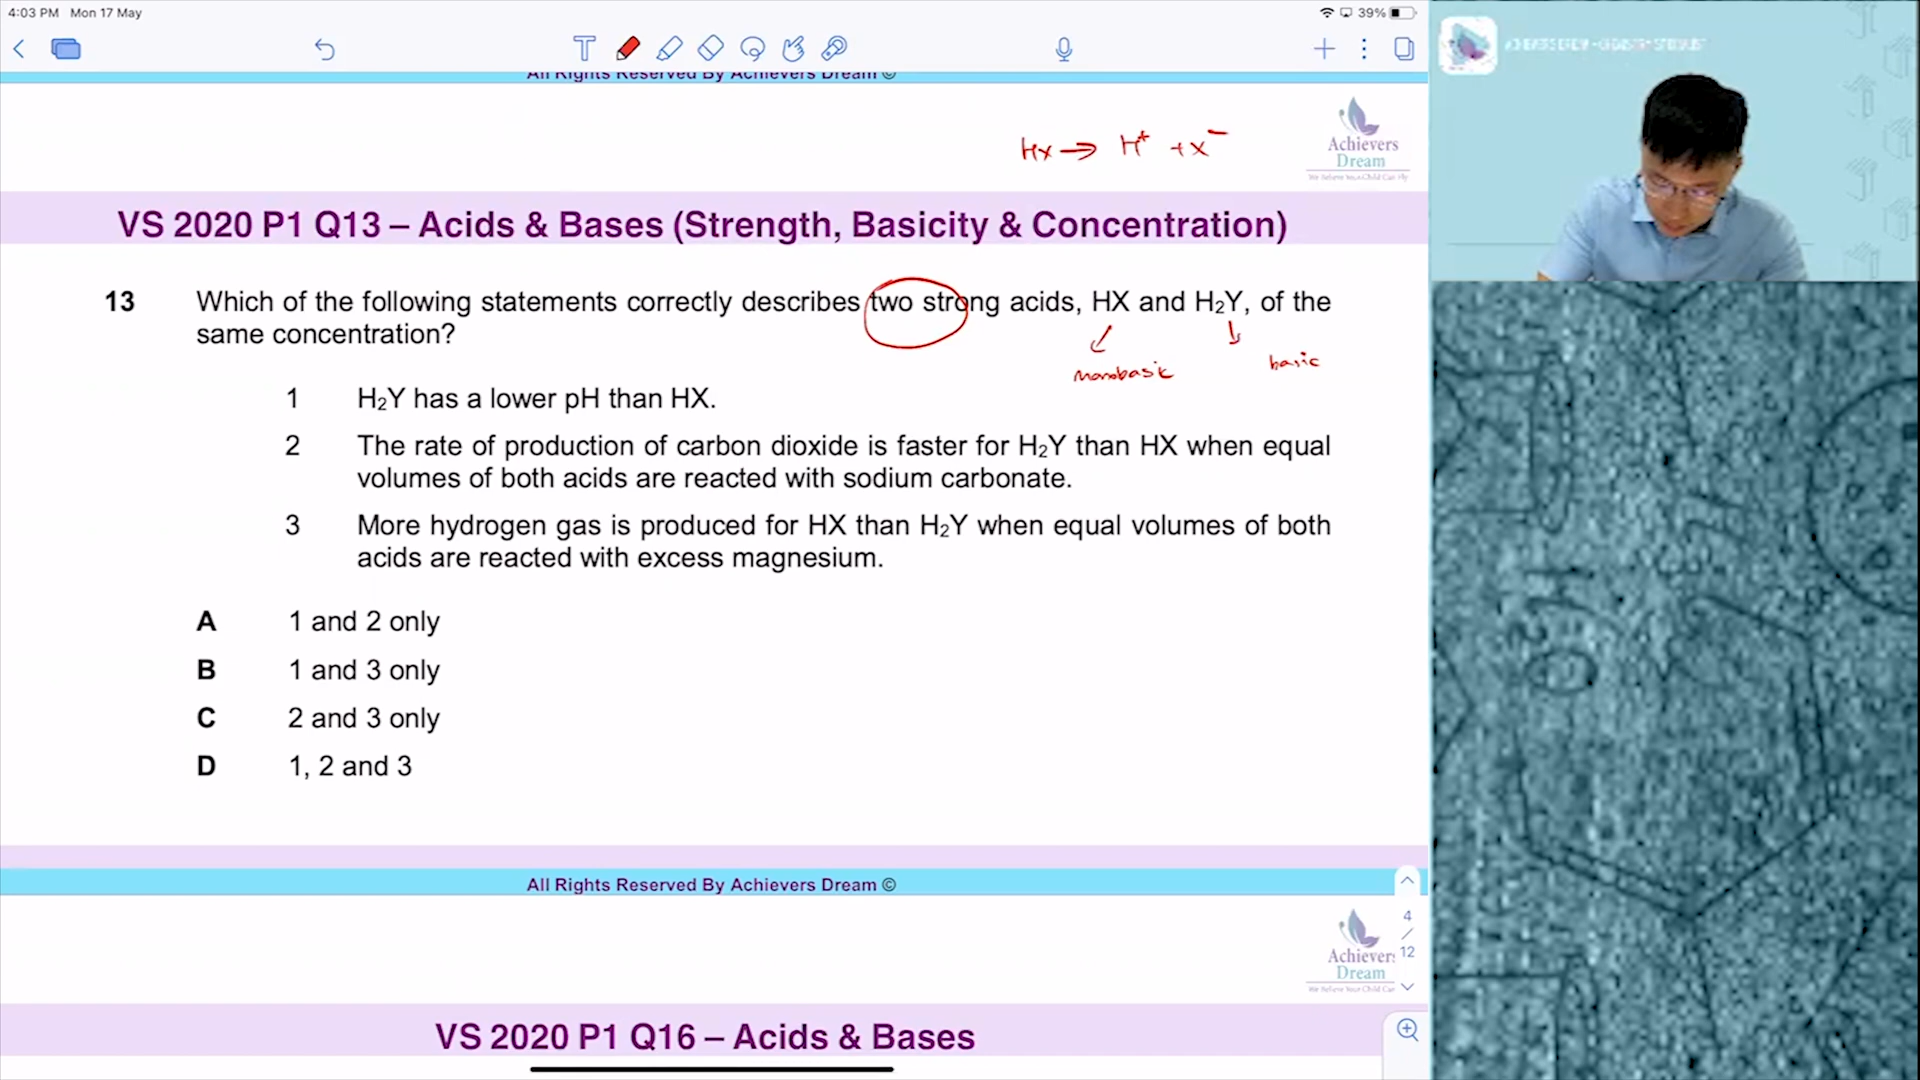 4:03 PM Mon 17 May
39%
All Rights Reserved By Achievers Dream ©
HX → H⁺ + X⁻
Achievers
Dream
VS 2020 P1 Q13 – Acids & Bases (Strength, Basicity & Concentration)
13 Which of the following statements correctly describes two strong acids, HX and H₂Y, of the
same concentration?
monobasic
basic
1 H₂Y has a lower pH than HX.
2 The rate of production of carbon dioxide is faster for H₂Y than HX when equal
volumes of both acids are reacted with sodium carbonate.
3 More hydrogen gas is produced for HX than H₂Y when equal volumes of both
acids are reacted with excess magnesium.
A 1 and 2 only
B 1 and 3 only
C 2 and 3 only
D 1, 2 and 3
All Rights Reserved By Achievers Dream ©
4
/
12
Achievers
Dream
VS 2020 P1 Q16 – Acids & Bases